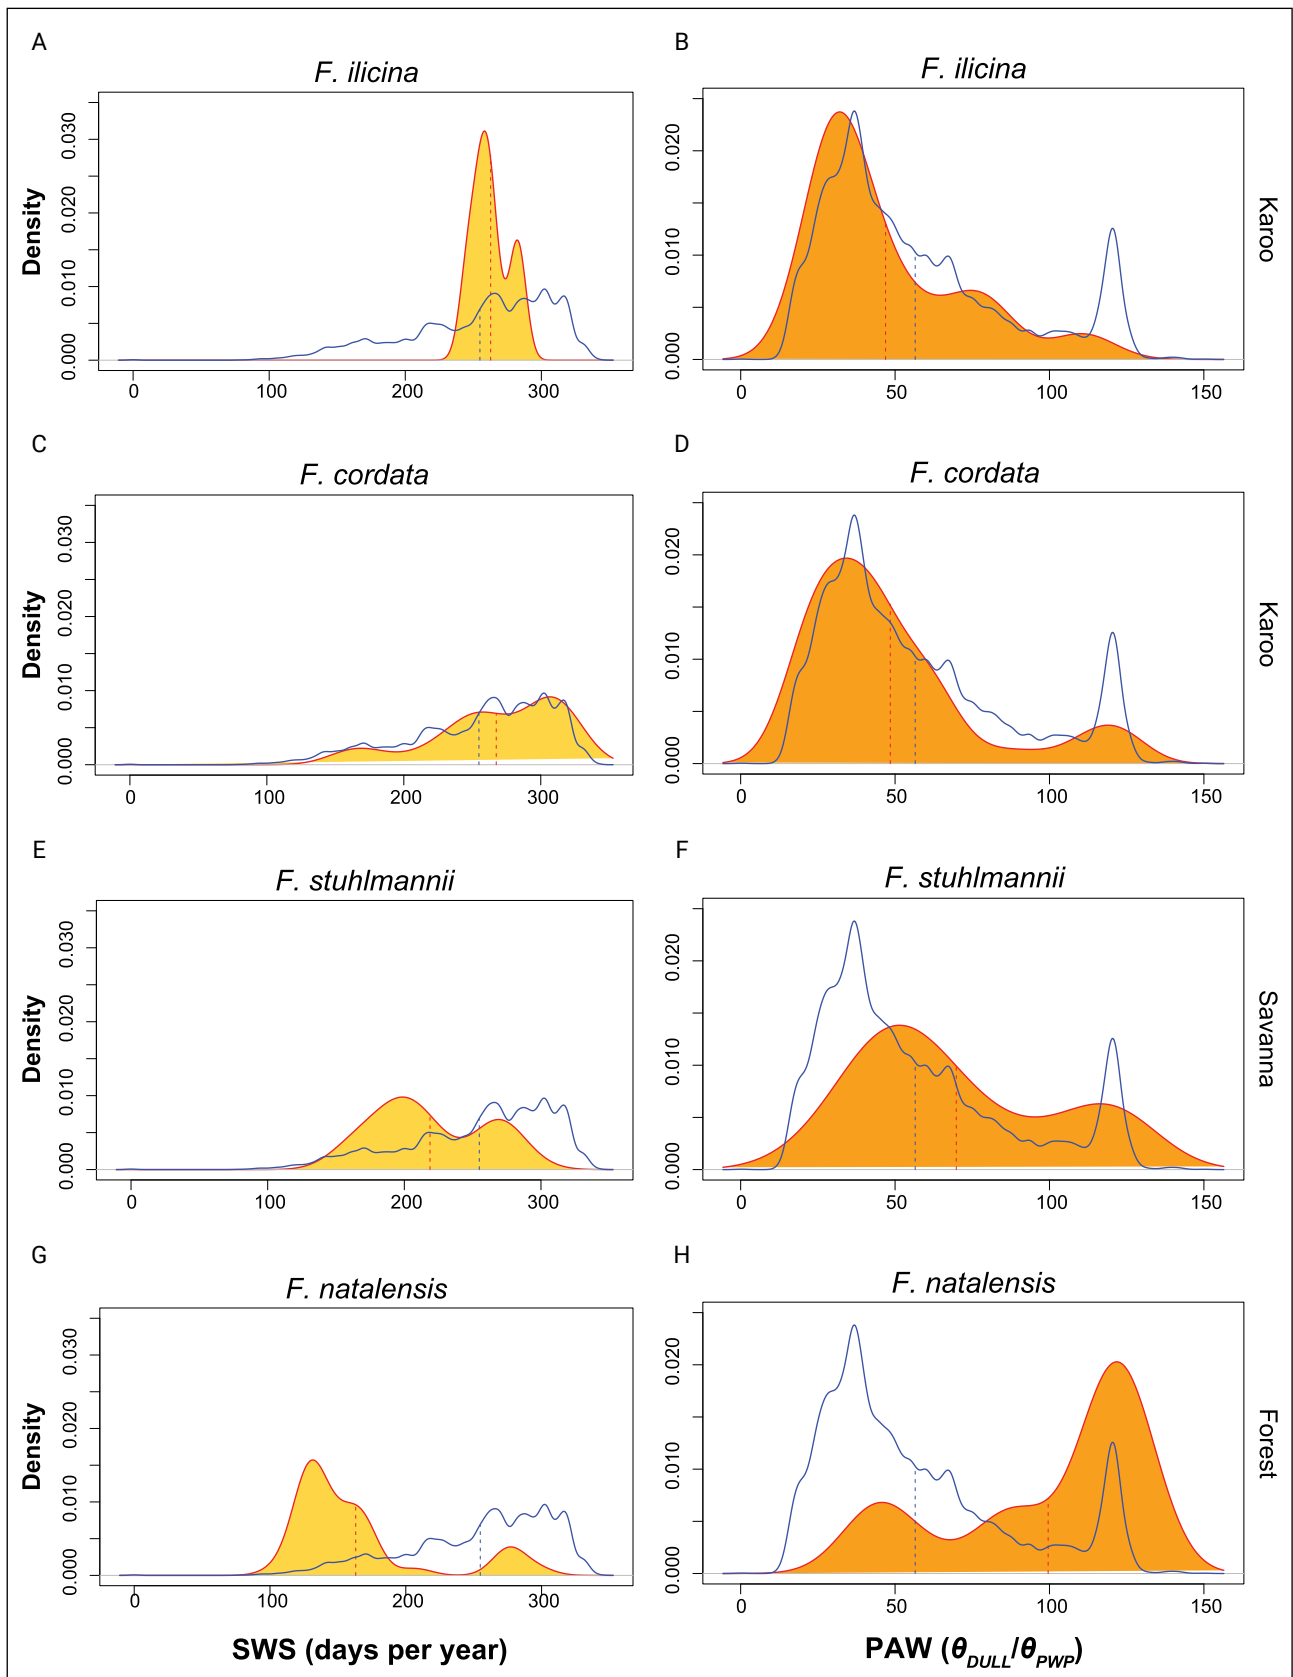 A
B
F. ilicina
F. ilicina
Density
0.000 0.010 0.020 0.030
0 100 200 300
0.000 0.010 0.020
0 50 100 150
Karoo
C
D
F. cordata
F. cordata
Density
0.000 0.010 0.020 0.030
0 100 200 300
0.000 0.010 0.020
0 50 100 150
Karoo
E
F
F. stuhlmannii
F. stuhlmannii
Density
0.000 0.010 0.020 0.030
0 100 200 300
0.000 0.010 0.020
0 50 100 150
Savanna
G
H
F. natalensis
F. natalensis
Density
0.000 0.010 0.020 0.030
0 100 200 300
0.000 0.010 0.020
0 50 100 150
Forest
SWS (days per year)
PAW (θDULL/θPWP)